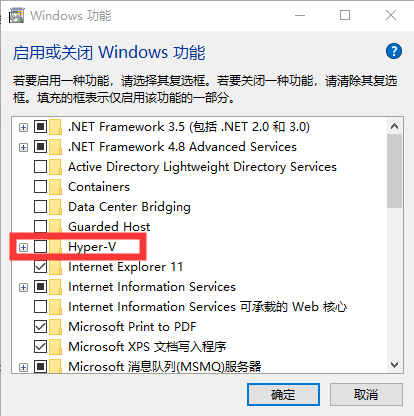 Windows 功能
启用或关闭 Windows 功能
若要启用一种功能，请选择其复选框。若要关闭一种功能，请清除其复选
框。填充的框表示仅启用该功能的一部分。
.NET Framework 3.5 (包括 .NET 2.0 和 3.0)
.NET Framework 4.8 Advanced Services
Active Directory Lightweight Directory Services
Containers
Data Center Bridging
Guarded Host
Hyper-V
Internet Explorer 11
Internet Information Services
Internet Information Services 可承载的 Web 核心
Microsoft Print to PDF
Microsoft XPS 文档写入程序
Microsoft 消息队列(MSMQ)服务器
确定
取消